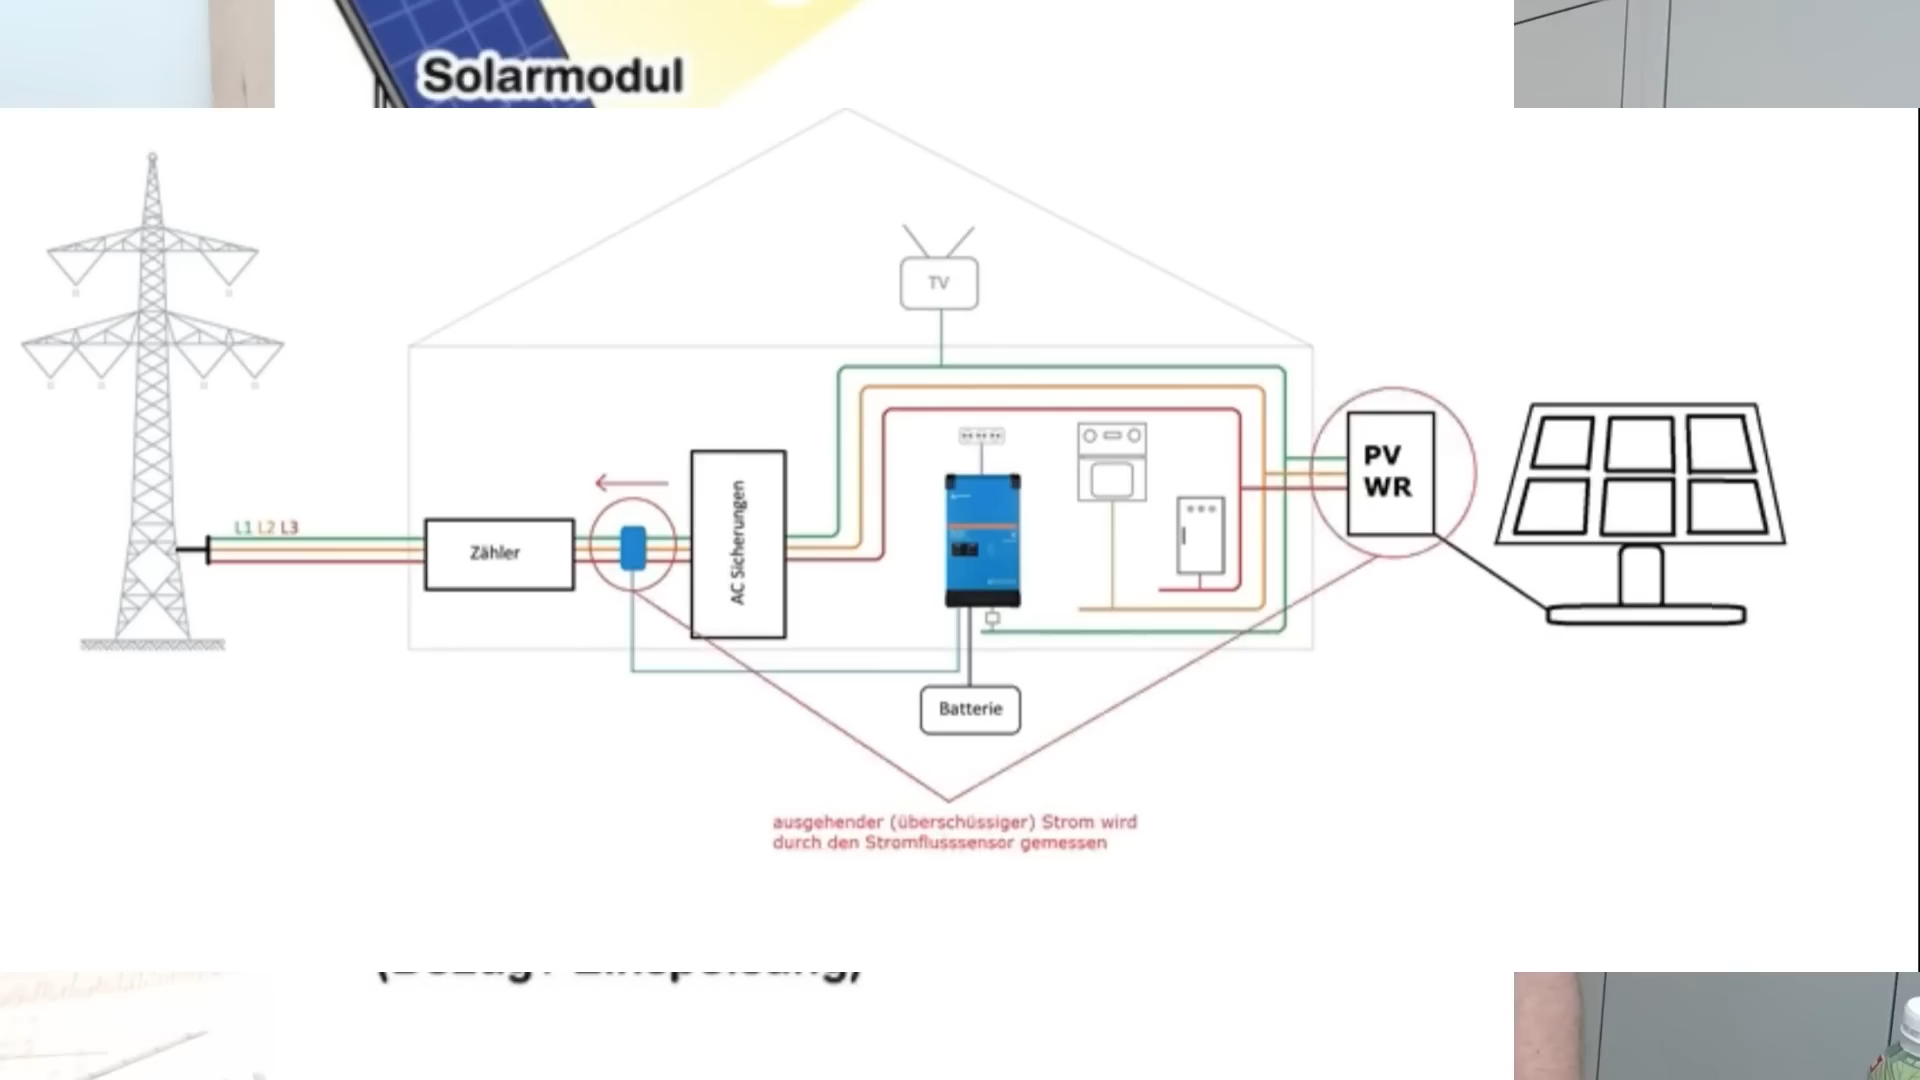 Solarmodul
TV
PV
WR
L1 L2 L3
Zähler
AC Sicherungen
Batterie
ausgehender (überschüssiger) Strom wird
durch den Stromflusssensor gemessen